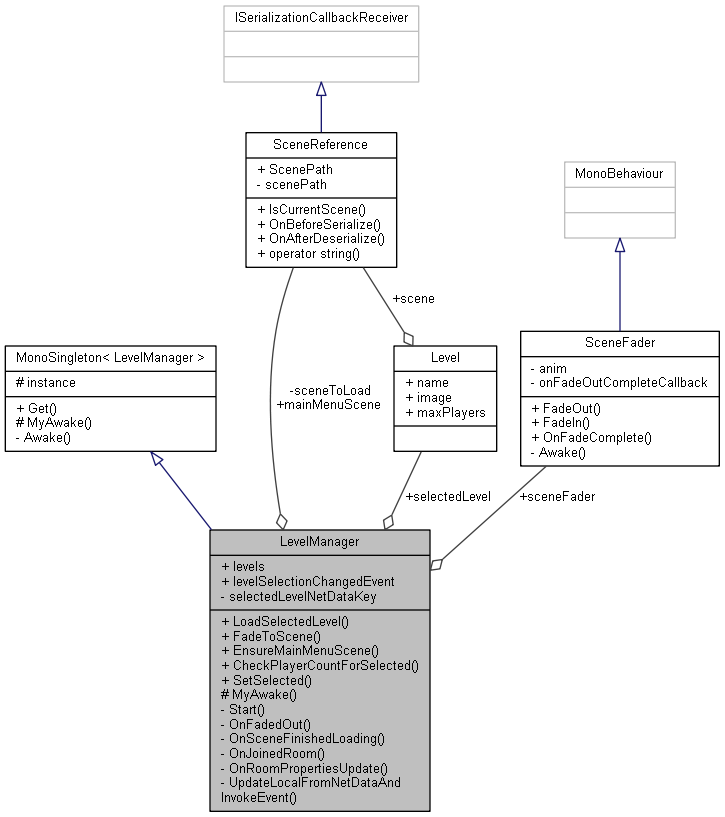 ISerializationCallbackReceiver
SceneReference
+ ScenePath
- scenePath
+ IsCurrentScene()
+ OnBeforeSerialize()
+ OnAfterDeserialize()
+ operator string()
MonoBehaviour
+scene
MonoSingleton< LevelManager >
# instance
+ Get()
# MyAwake()
- Awake()
-sceneToLoad
+mainMenuScene
Level
+ name
+ image
+ maxPlayers
SceneFader
- anim
- onFadeOutCompleteCallback
+ FadeOut()
+ FadeIn()
+ OnFadeComplete()
- Awake()
+selectedLevel
+sceneFader
LevelManager
+ levels
+ levelSelectionChangedEvent
- selectedLevelNetDataKey
+ LoadSelectedLevel()
+ FadeToScene()
+ EnsureMainMenuScene()
+ CheckPlayerCountForSelected()
+ SetSelected()
# MyAwake()
- Start()
- OnFadedOut()
- OnSceneFinishedLoading()
- OnJoinedRoom()
- OnRoomPropertiesUpdate()
- UpdateLocalFromNetDataAnd
InvokeEvent()